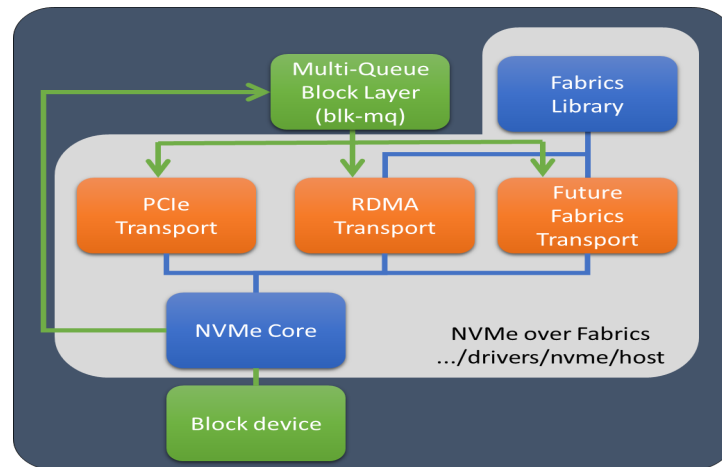 Multi-Queue
Block Layer
(blk-mq)
Fabrics
Library
PCIe
Transport
RDMA
Transport
Future
Fabrics
Transport
NVMe Core
NVMe over Fabrics
.../drivers/nvme/host
Block device